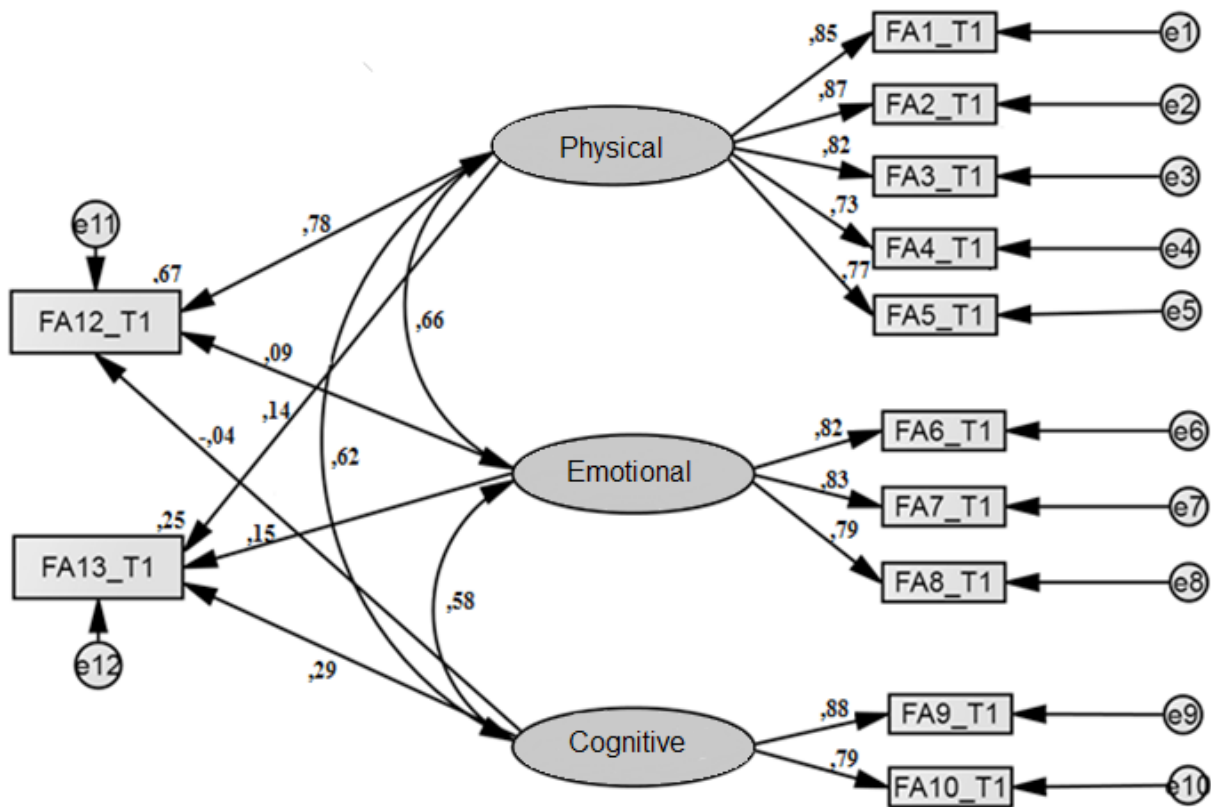 ,85
FA1_T1
e1
,87
FA2_T1
e2
Physical
,82
FA3_T1
e3
,73
FA4_T1
e4
,77
FA5_T1
e5
e11
,78
,67
FA12_T1
,66
,09
,14
-,04
,62
,82
FA6_T1
e6
Emotional
,83
FA7_T1
e7
,79
FA8_T1
e8
,25
,15
FA13_T1
,58
e12
,29
,88
FA9_T1
e9
Cognitive
,79
FA10_T1
e10